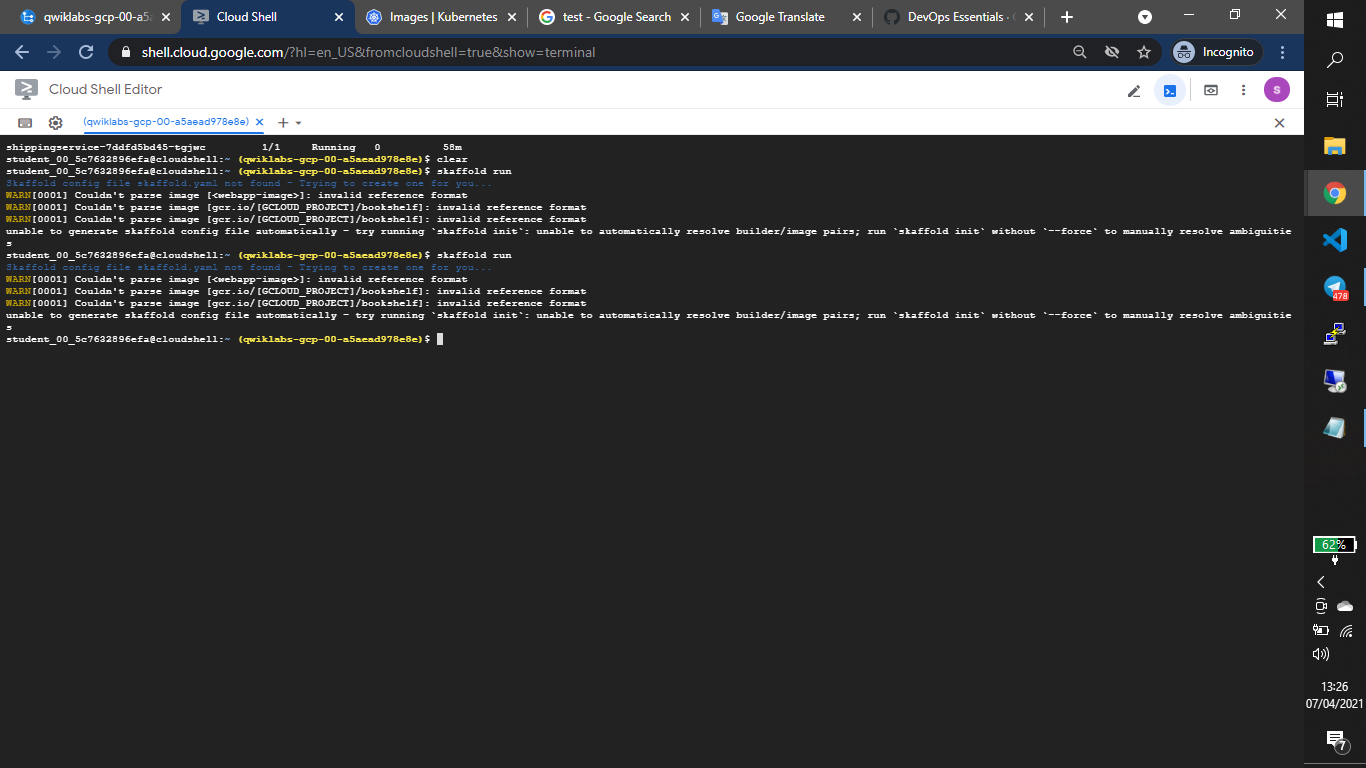 qwiklabs-gcp-00-a5a
Cloud Shell
Images | Kubernetes
test - Google Search
Google Translate
DevOps Essentials ·
shell.cloud.google.com/?hl=en_US&fromcloudshell=true&show=terminal
Incognito
Cloud Shell Editor
S
(qwiklabs-gcp-00-a5aead978e8e)
shippingservice-7ddfd5bd45-tgjwc 1/1 Running 0 58m
student_00_5c7632896efa@cloudshell:~ (qwiklabs-gcp-00-a5aead978e8e)$ clear
student_00_5c7632896efa@cloudshell:~ (qwiklabs-gcp-00-a5aead978e8e)$ skaffold run
Skaffold config file skaffold.yaml not found - Trying to create one for you...
WARN[0001] Couldn't parse image [<webapp-image>]: invalid reference format
WARN[0001] Couldn't parse image [gcr.io/[GCLOUD_PROJECT]/bookshelf]: invalid reference format
WARN[0001] Couldn't parse image [gcr.io/[GCLOUD_PROJECT]/bookshelf]: invalid reference format
unable to generate skaffold config file automatically - try running `skaffold init`: unable to automatically resolve builder/image pairs; run `skaffold init` without `--force` to manually resolve ambiguitie
s
student_00_5c7632896efa@cloudshell:~ (qwiklabs-gcp-00-a5aead978e8e)$ skaffold run
Skaffold config file skaffold.yaml not found - Trying to create one for you...
WARN[0001] Couldn't parse image [<webapp-image>]: invalid reference format
WARN[0001] Couldn't parse image [gcr.io/[GCLOUD_PROJECT]/bookshelf]: invalid reference format
WARN[0001] Couldn't parse image [gcr.io/[GCLOUD_PROJECT]/bookshelf]: invalid reference format
unable to generate skaffold config file automatically - try running `skaffold init`: unable to automatically resolve builder/image pairs; run `skaffold init` without `--force` to manually resolve ambiguitie
s
student_00_5c7632896efa@cloudshell:~ (qwiklabs-gcp-00-a5aead978e8e)$
478
62%
13:26
07/04/2021
7